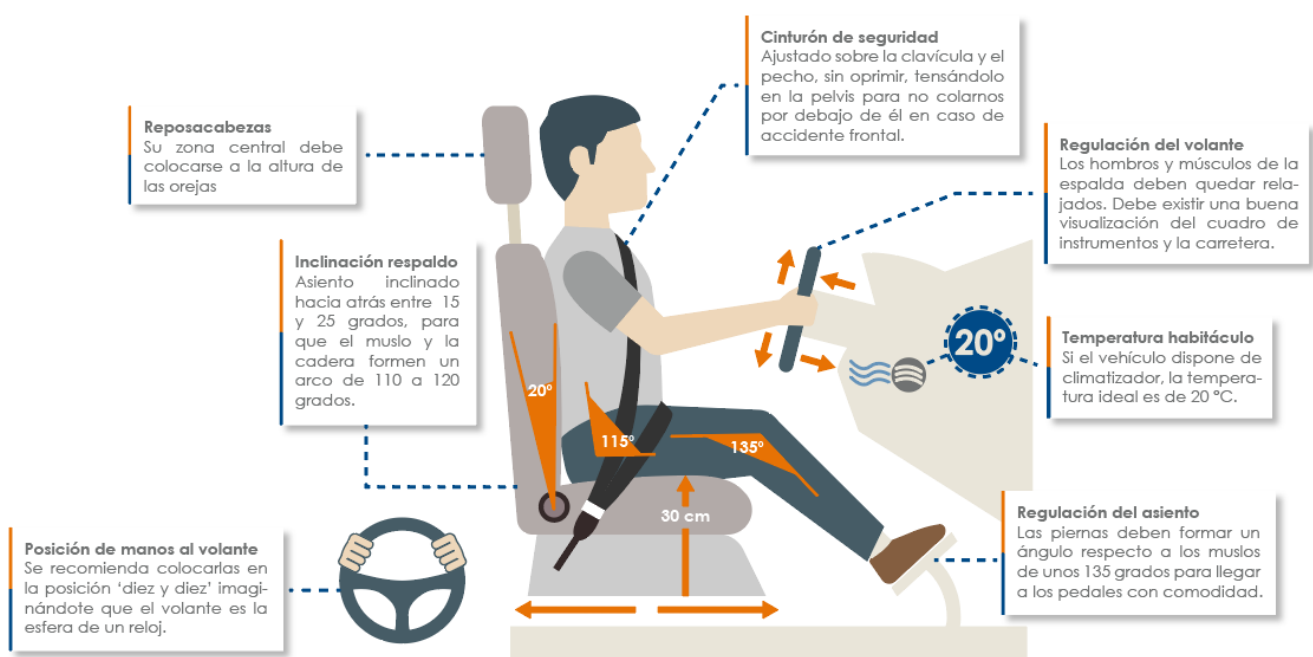 Cinturón de seguridad
Ajustado sobre la clavícula y el
pecho, sin oprimir, tensándolo
en la pelvis para no colarnos
por debajo de él en caso de
accidente frontal.
Reposacabezas
Su zona central debe
colocarse a la altura de
las orejas
Regulación del volante
Los hombros y músculos de la
espalda deben quedar rela-
jados. Debe existir una buena
visualización del cuadro de
instrumentos y la carretera.
Inclinación respaldo
Asiento inclinado
hacia atrás entre 15
y 25 grados, para
que el muslo y la
cadera formen un
arco de 110 a 120
grados.
20º
Temperatura habitáculo
Si el vehículo dispone de
climatizador, la tempera-
tura ideal es de 20 °C.
20º
115º
135º
30 cm
Regulación del asiento
Las piernas deben formar un
ángulo respecto a los muslos
de unos 135 grados para llegar
a los pedales con comodidad.
Posición de manos al volante
Se recomienda colocarlas en
la posición ‘diez y diez’ imagi-
nándote que el volante es la
esfera de un reloj.